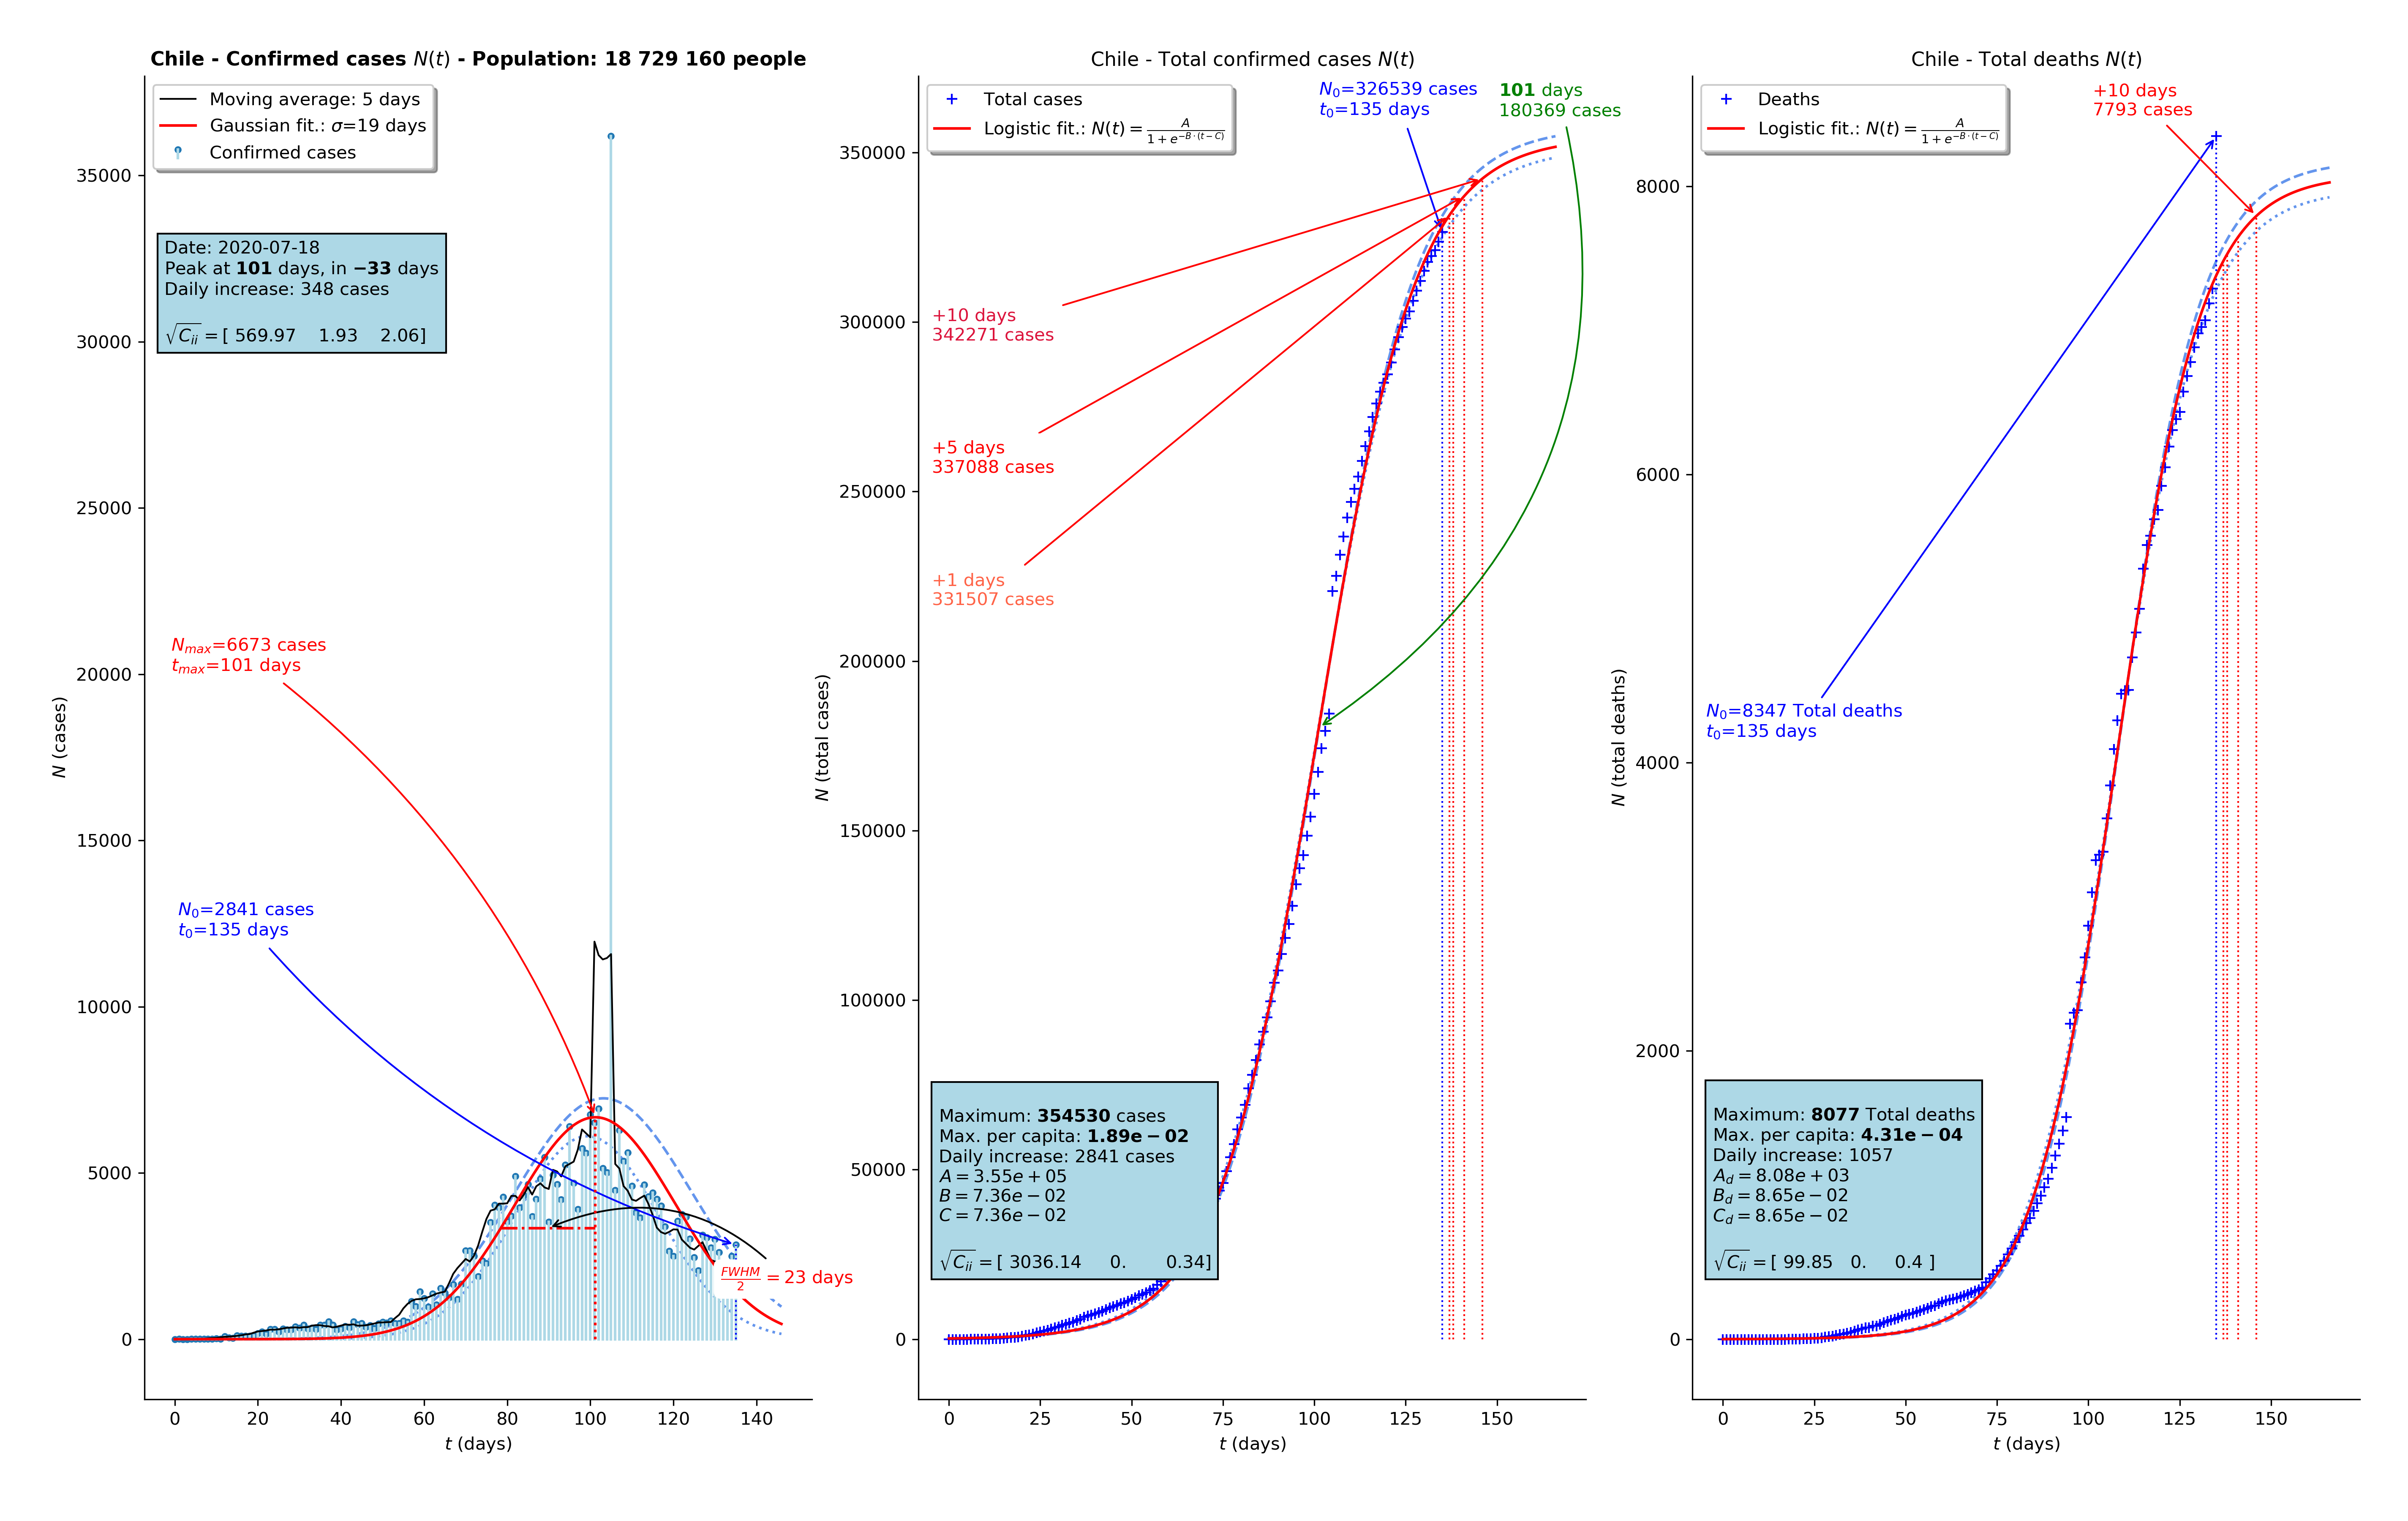 Chile - Confirmed cases N(t) - Population: 18 729 160 people
Moving average: 5 days
Gaussian fit.: σ=19 days
Confirmed cases
Date: 2020-07-18
Peak at 101 days, in −33 days
Daily increase: 348 cases
√C_ii = [ 569.97 1.93 2.06]
N_max=6673 cases
t_max=101 days
N_0=2841 cases
t_0=135 days
FWHM/2 = 23 days
35000
30000
25000
20000
15000
10000
5000
0
N (cases)
0 20 40 60 80 100 120 140
t (days)
Chile - Total confirmed cases N(t)
Total cases
Logistic fit.: N(t) = A/(1 + e^{−B·(t−C)})
N_0=326539 cases
t_0=135 days
101 days
180369 cases
+10 days
342271 cases
+5 days
337088 cases
+1 days
331507 cases
Maximum: 354530 cases
Max. per capita: 1.89e − 02
Daily increase: 2841 cases
A = 3.55e + 05
B = 7.36e − 02
C = 7.36e − 02
√C_ii = [ 3036.14 0. 0.34]
350000
300000
250000
200000
150000
100000
50000
0
N (total cases)
0 25 50 75 100 125 150
t (days)
Chile - Total deaths N(t)
Deaths
Logistic fit.: N(t) = A/(1 + e^{−B·(t−C)})
+10 days
7793 cases
N_0=8347 Total deaths
t_0=135 days
Maximum: 8077 Total deaths
Max. per capita: 4.31e − 04
Daily increase: 1057
A_d = 8.08e + 03
B_d = 8.65e − 02
C_d = 8.65e − 02
√C_ii = [ 99.85 0. 0.4 ]
8000
6000
4000
2000
0
N (total deaths)
0 25 50 75 100 125 150
t (days)